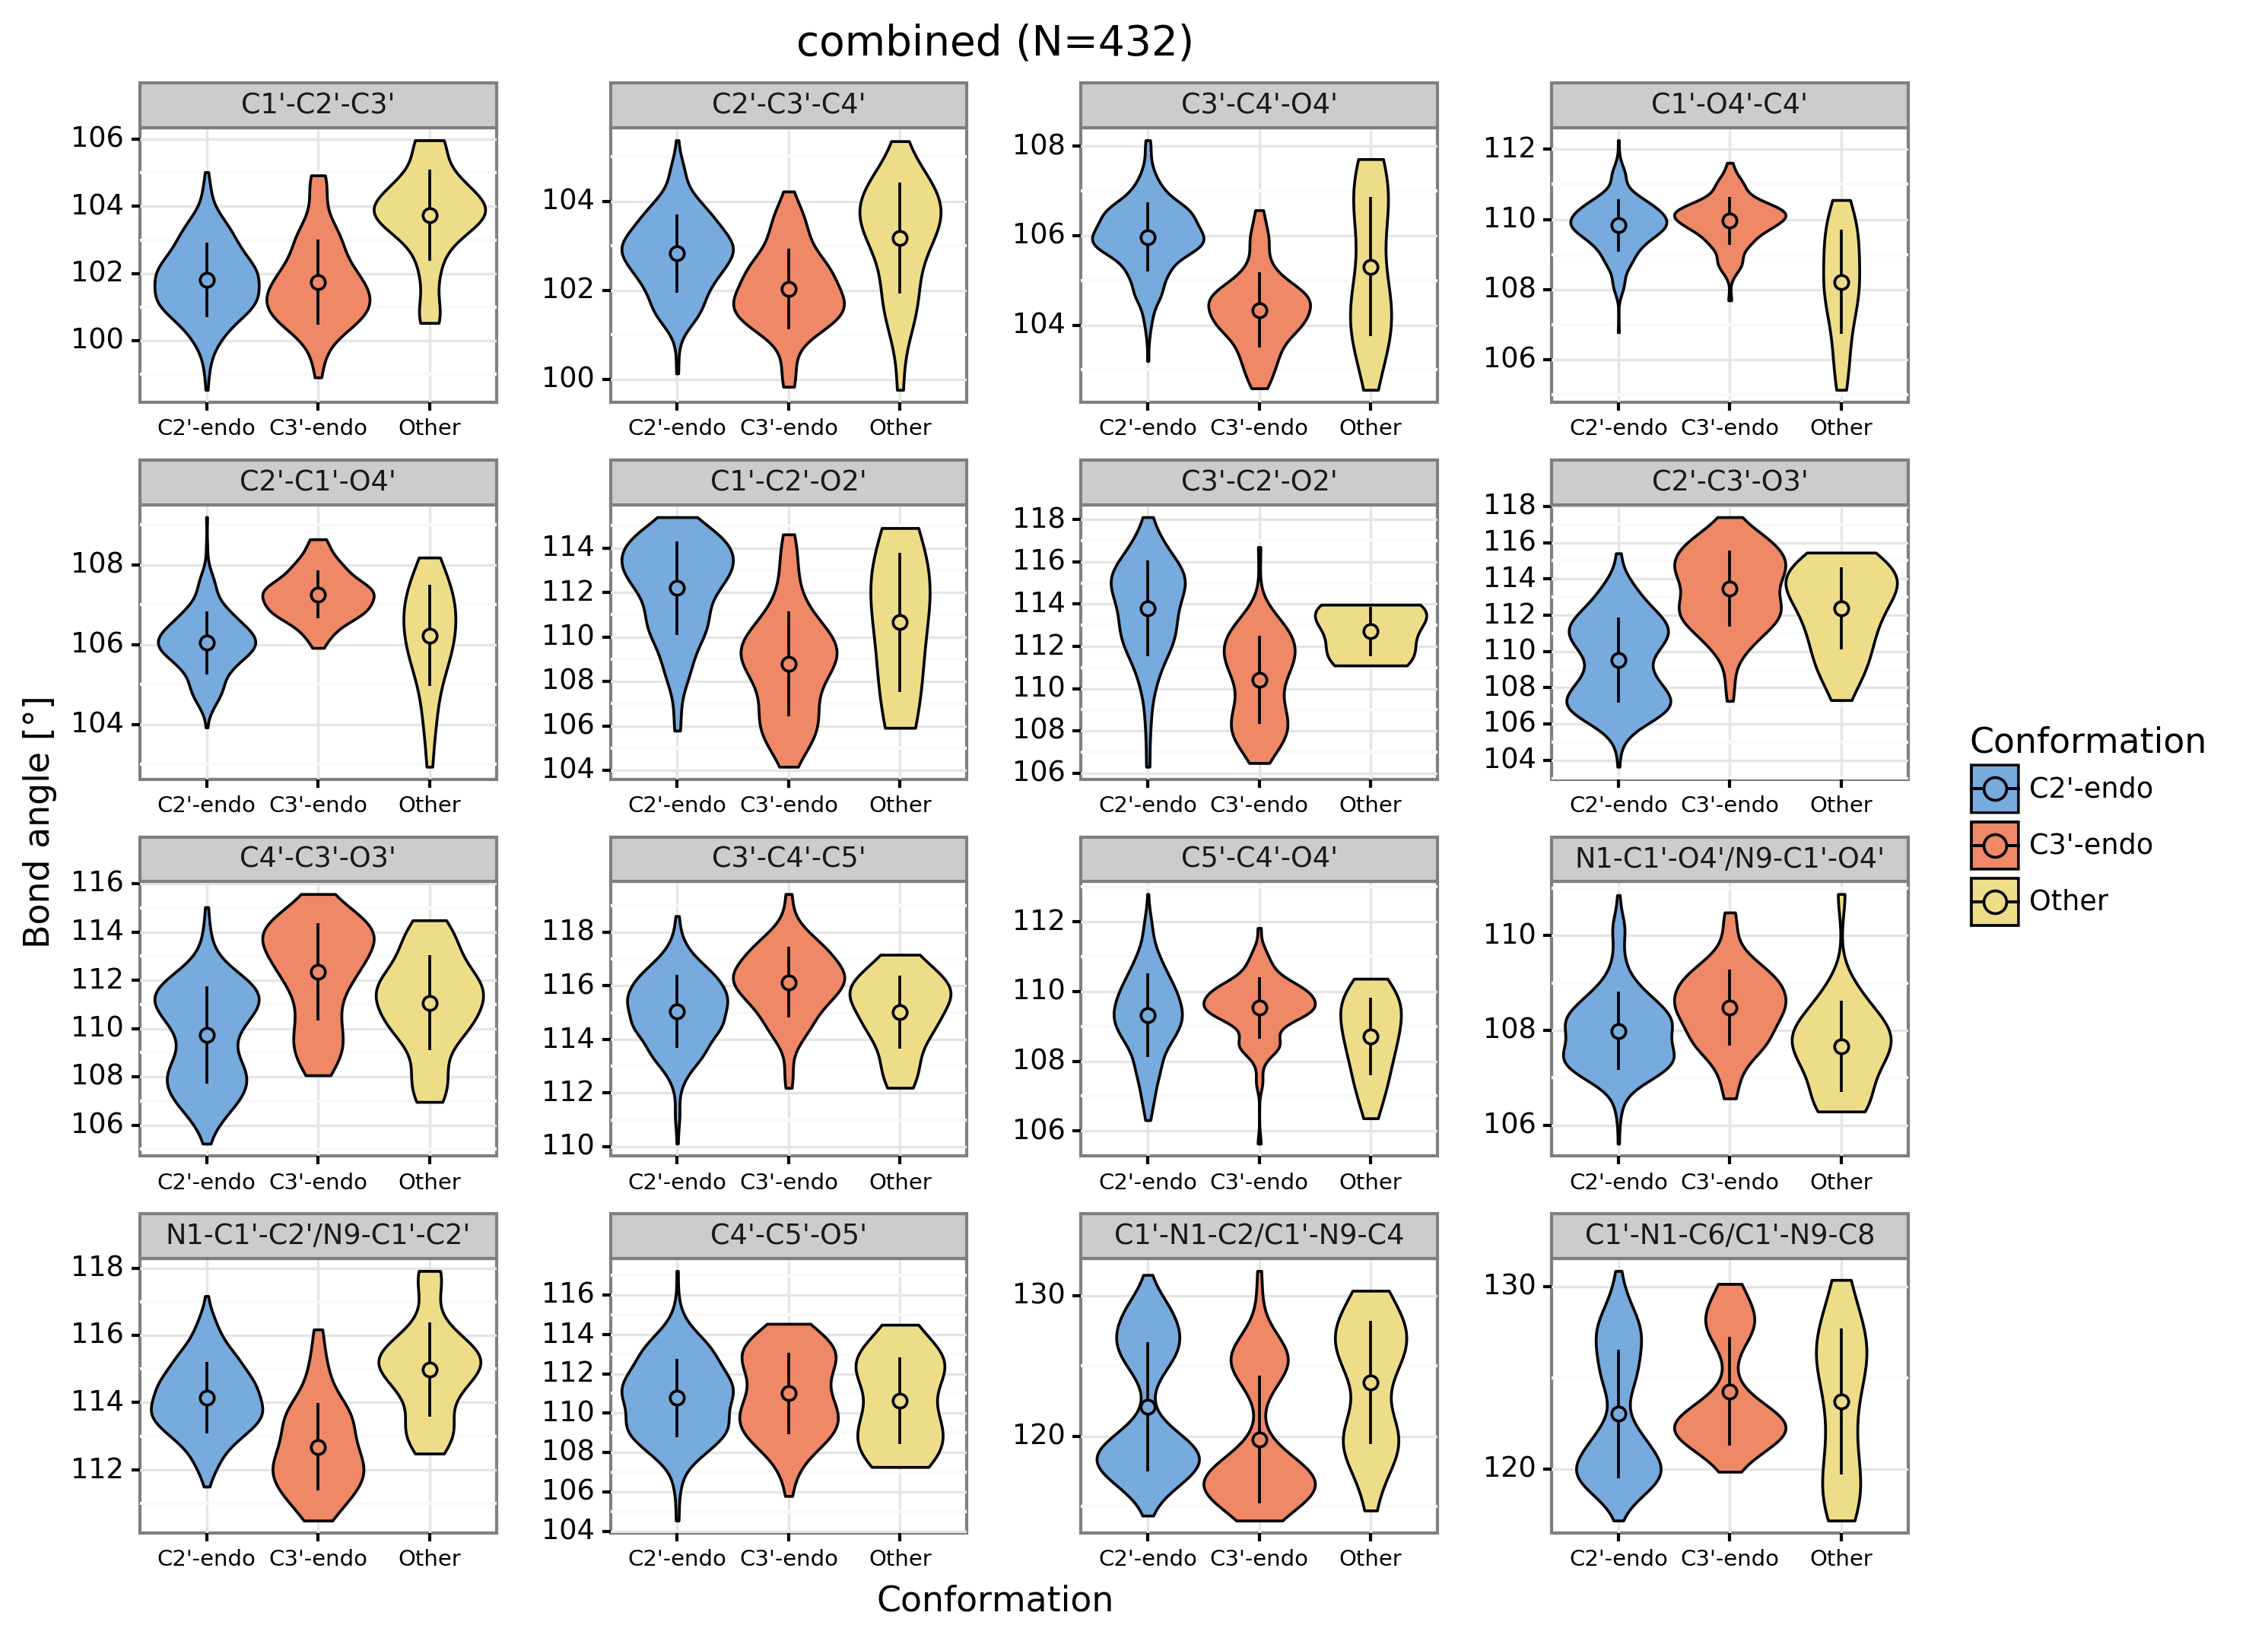 combined (N=432)
C1'-C2'-C3'
106
104
102
100
C2'-endo C3'-endo Other
C2'-C3'-C4'
104
102
100
C2'-endo C3'-endo Other
C3'-C4'-O4'
108
106
104
C2'-endo C3'-endo Other
C1'-O4'-C4'
112
110
108
106
C2'-endo C3'-endo Other
C2'-C1'-O4'
108
106
104
C2'-endo C3'-endo Other
C1'-C2'-O2'
114
112
110
108
106
104
C2'-endo C3'-endo Other
C3'-C2'-O2'
118
116
114
112
110
108
106
C2'-endo C3'-endo Other
C2'-C3'-O3'
118
116
114
112
110
108
106
104
C2'-endo C3'-endo Other
C4'-C3'-O3'
116
114
112
110
108
106
C2'-endo C3'-endo Other
C3'-C4'-C5'
118
116
114
112
110
C2'-endo C3'-endo Other
C5'-C4'-O4'
112
110
108
106
C2'-endo C3'-endo Other
N1-C1'-O4'/N9-C1'-O4'
110
108
106
C2'-endo C3'-endo Other
N1-C1'-C2'/N9-C1'-C2'
118
116
114
112
C2'-endo C3'-endo Other
C4'-C5'-O5'
116
114
112
110
108
106
104
C2'-endo C3'-endo Other
C1'-N1-C2/C1'-N9-C4
130
120
C2'-endo C3'-endo Other
C1'-N1-C6/C1'-N9-C8
130
120
C2'-endo C3'-endo Other
Bond angle [°]
Conformation
Conformation
C2'-endo
C3'-endo
Other